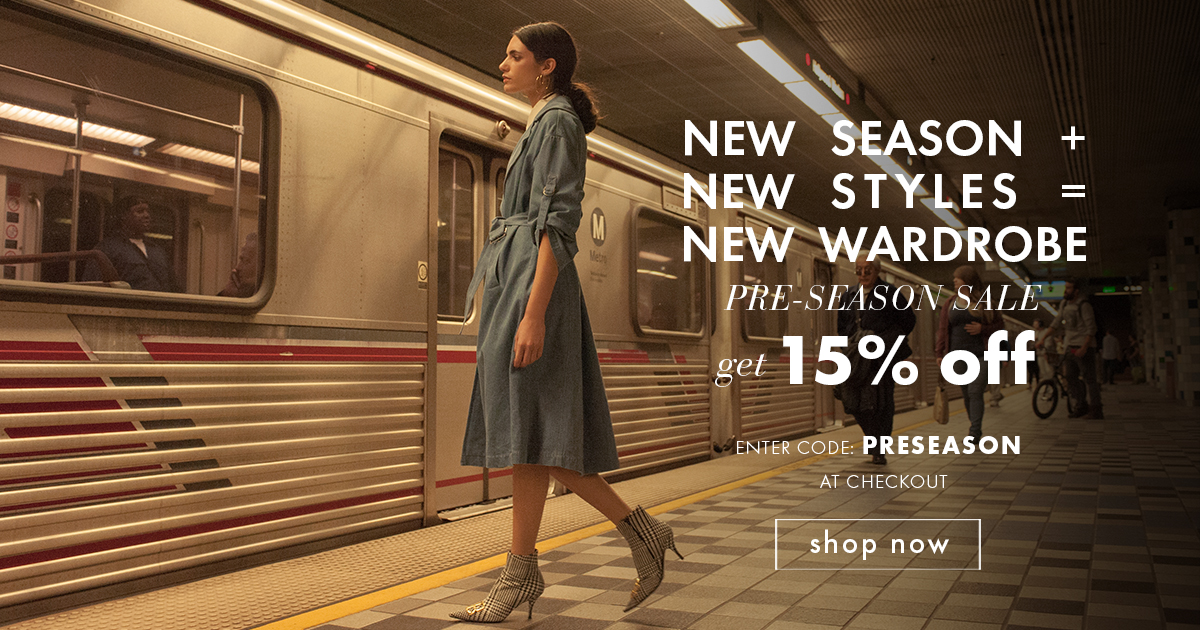 NEW SEASON +
NEW STYLES =
NEW WARDROBE
PRE-SEASON SALE
get 15% off
ENTER CODE: PRESEASON
AT CHECKOUT
shop now
M
Metro